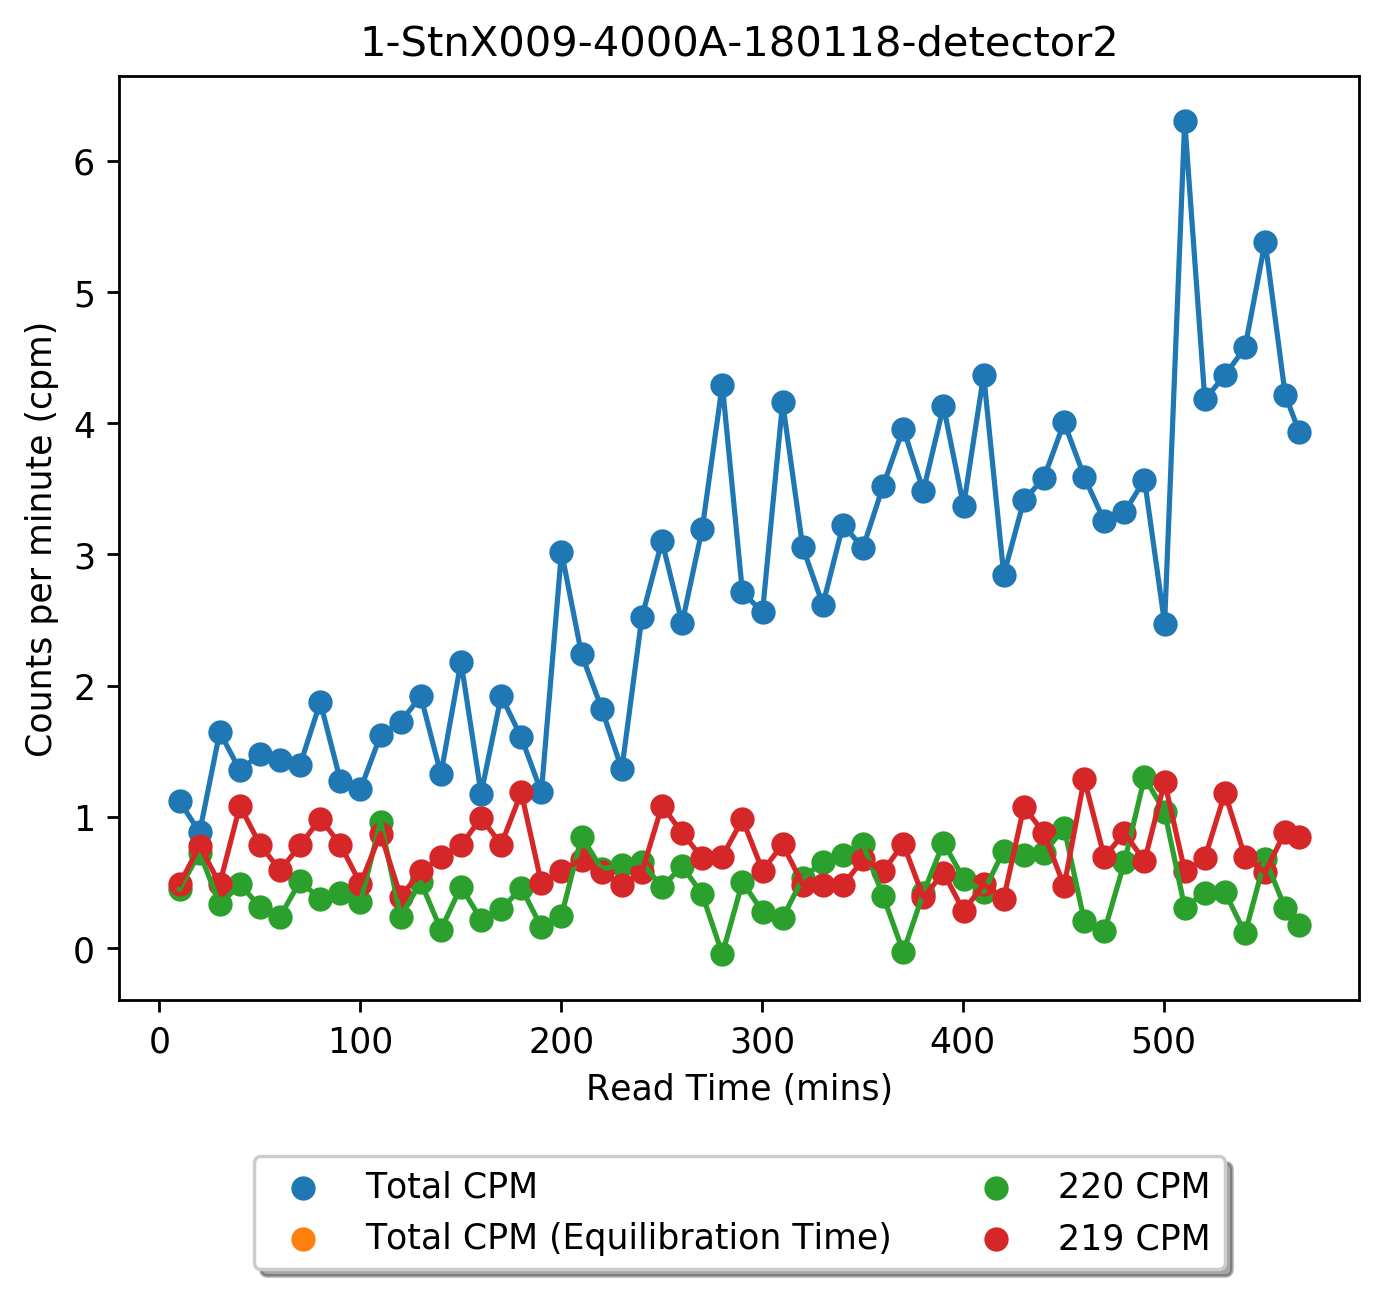 1-StnX009-4000A-180118-detector2
Counts per minute (cpm)
6
5
4
3
2
1
0
0 100 200 300 400 500
Read Time (mins)
Total CPM
Total CPM (Equilibration Time)
220 CPM
219 CPM